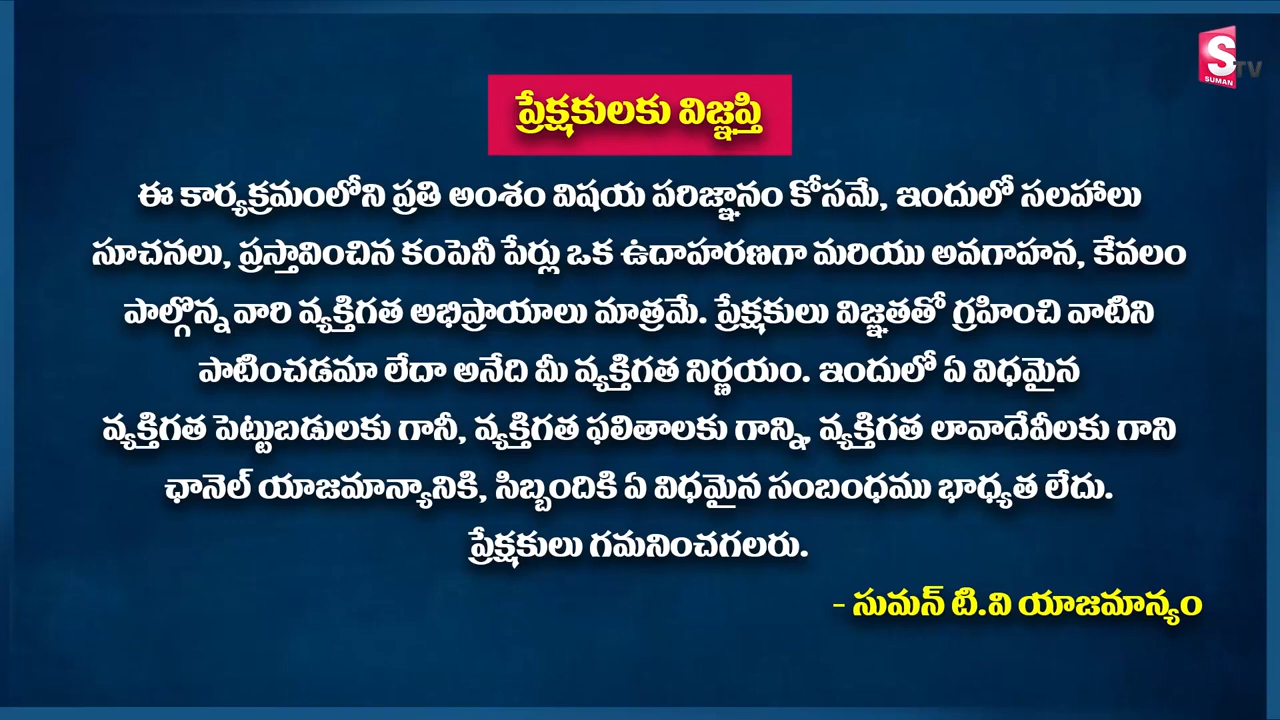 S TV
SUMAN
ప్రేక్షకులకు విజ్ఞప్తి
ఈ కార్యక్రమంలోని ప్రతి అంశం విషయ పరిజ్ఞానం కోసమే, ఇందులో సలహాలు
సూచనలు, ప్రస్తావించిన కంపెనీ పేర్లు ఒక ఉదాహరణగా మరియు అవగాహన, కేవలం
పాల్గొన్న వారి వ్యక్తిగత అభిప్రాయాలు మాత్రమే. ప్రేక్షకులు విజ్ఞతతో గ్రహించి వాటిని
పాటించడమా లేదా అనేది మీ వ్యక్తిగత నిర్ణయం. ఇందులో ఏ విధమైన
వ్యక్తిగత పెట్టుబడులకు గానీ, వ్యక్తిగత ఫలితాలకు గాన్ని, వ్యక్తిగత లావాదేవీలకు గాని
ఛానెల్ యాజమాన్యానికి, సిబ్బందికి ఏ విధమైన సంబంధము భాధ్యత లేదు.
ప్రేక్షకులు గమనించగలరు.
- సుమన్ టి.వి యాజమాన్యం